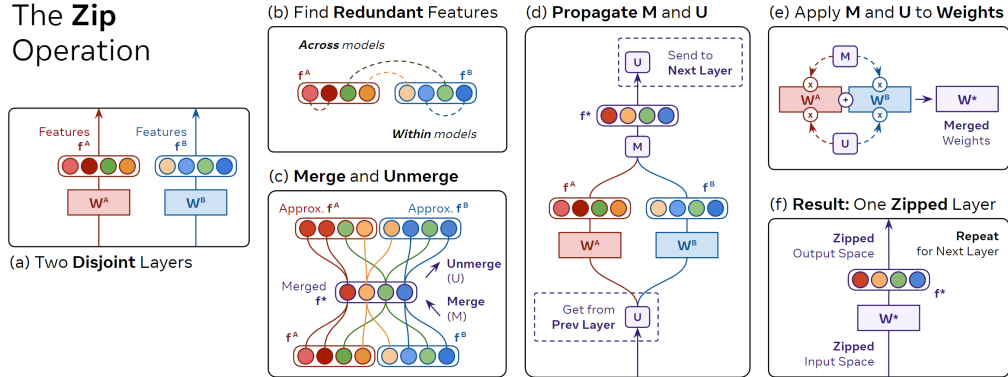 The Zip
Operation
Features
f^A
Features
f^B
W^A
W^B
(a) Two Disjoint Layers
(b) Find Redundant Features
Across models
f^A
f^B
Within models
(c) Merge and Unmerge
Approx. f^A
Approx. f^B
Unmerge
(U)
Merged
f*
Merge
(M)
f^A
f^B
(d) Propagate M and U
U
Send to
Next Layer
f*
M
f^A
f^B
W^A
W^B
Get from
Prev Layer
U
(e) Apply M and U to Weights
M
x
x
W^A
+
W^B
W*
x
x
U
Merged
Weights
(f) Result: One Zipped Layer
Zipped
Output Space
Repeat
for Next Layer
f*
W*
Zipped
Input Space